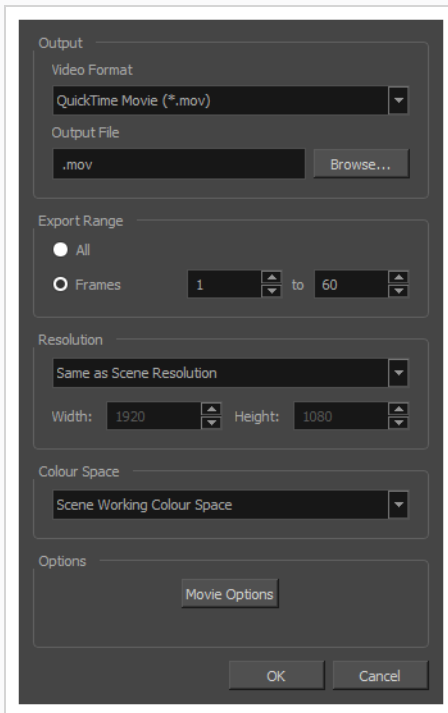 Output
Video Format
QuickTime Movie (*.mov)
Output File
.mov Browse...
Export Range
All
Frames 1 to 60
Resolution
Same as Scene Resolution
Width: 1920 Height: 1080
Colour Space
Scene Working Colour Space
Options
Movie Options
OK Cancel